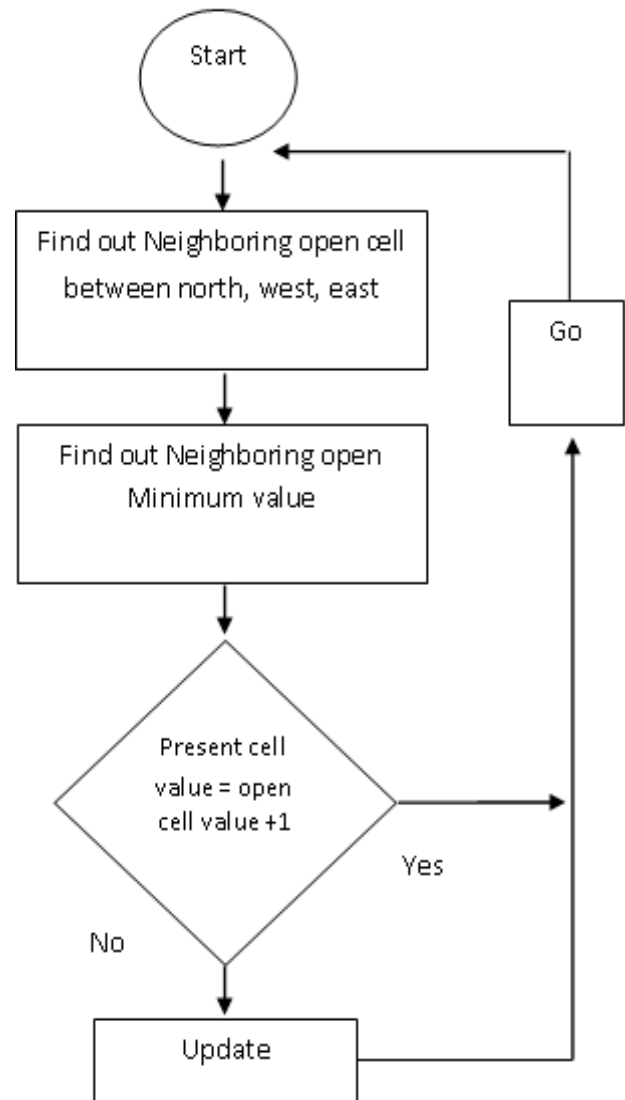 Start
Find out Neighboring open cell
between north, west, east
Go
Find out Neighboring open
Minimum value
Present cell
value = open
cell value +1
Yes
No
Update